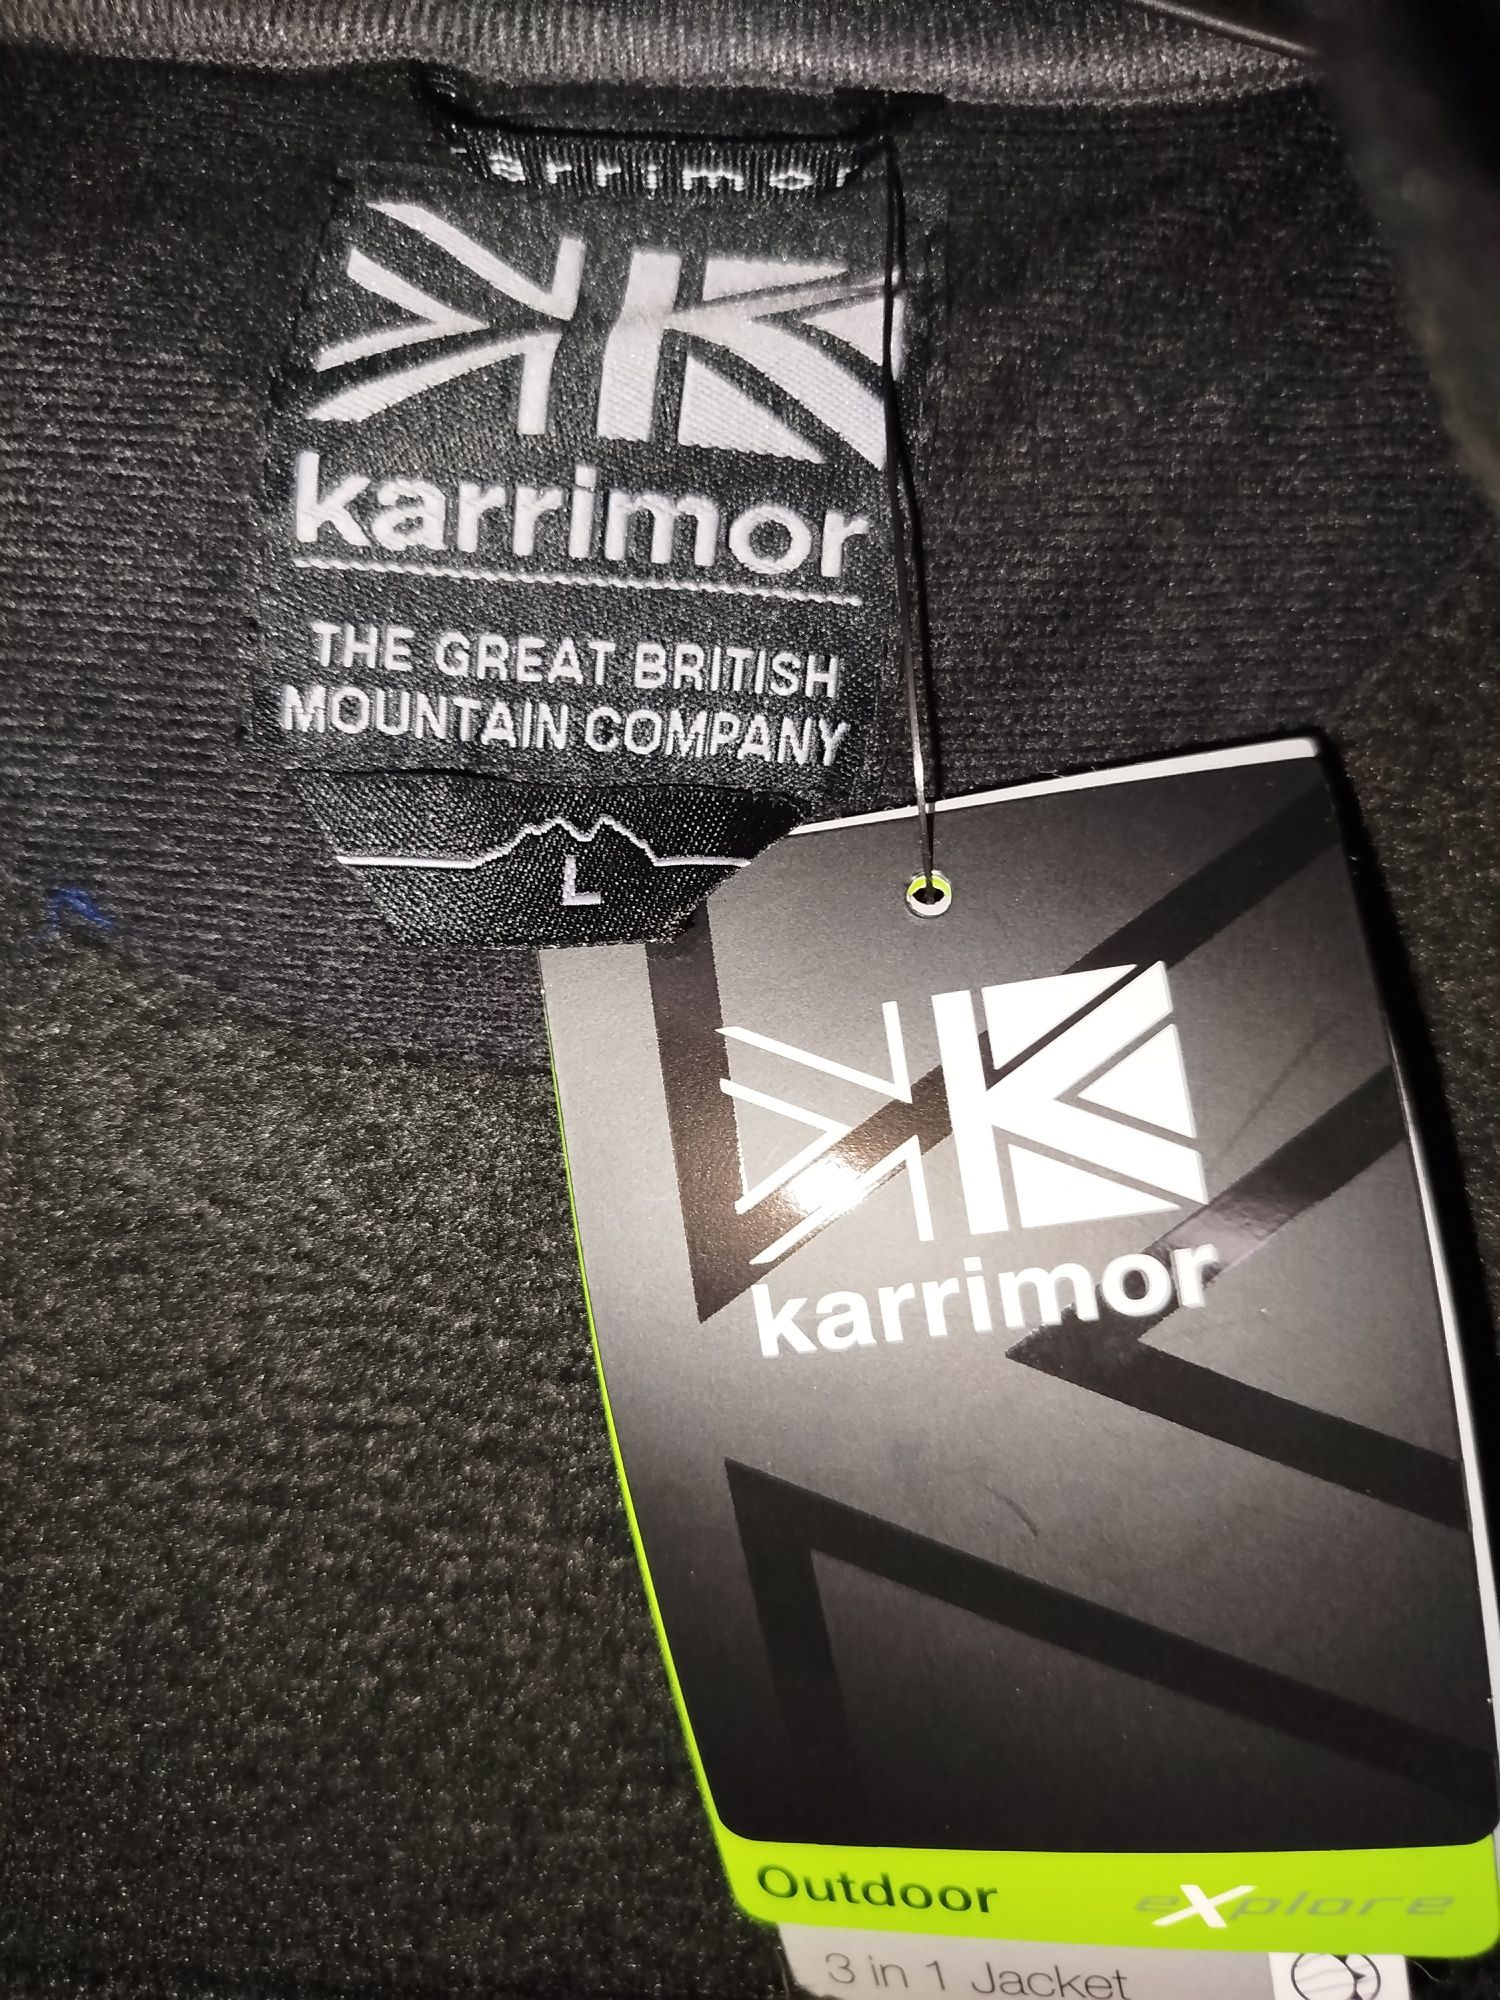 karrimor
karrimor
THE GREAT BRITISH
MOUNTAIN COMPANY
L
karrimor
Outdoor
eXplore
3 in 1 Jacket